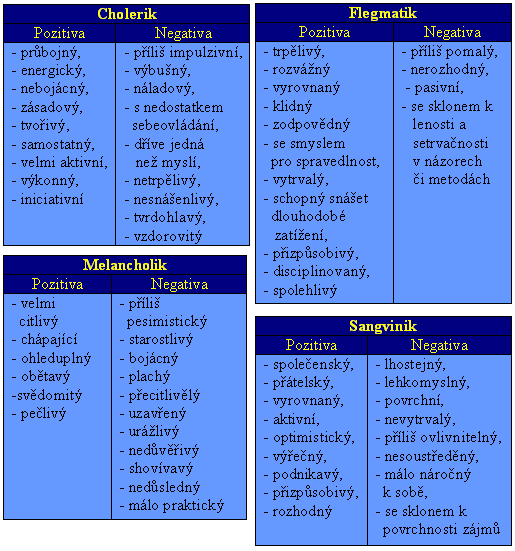 Cholerik
Pozitiva
Negativa
- průbojný,
- energický,
- nebojácný,
- zásadový,
- tvořivý,
- samostatný,
- velmi aktivní,
- výkonný,
- iniciativní
- příliš impulzivní,
- výbušný,
- náladový,
- s nedostatkem
sebeovládání,
- dříve jedná
než myslí,
- netrpělivý,
- nesnášenlivý,
- tvrdohlavý,
- vzdorovitý
Flegmatik
Pozitiva
Negativa
- trpělivý,
- rozvážný
- vyrovnaný
- klidný
- zodpovědný
- se smyslem
pro spravedlnost,
- vytrvalý,
- schopný snášet
dlouhodobé
zatížení,
- přizpůsobivý,
- disciplinovaný,
- spolehlivý
- příliš pomalý,
- nerozhodný,
- pasivní,
- se sklonem k
lenosti a
setrvačnosti
v názorech
či metodách
Melancholik
Pozitiva
Negativa
- velmi
citlivý
- chápající
- ohleduplný
- obětavý
-svědomitý
- pečlivý
- příliš
pesimistický
- starostlivý
- bojácný
- plachý
- přecitlivělý
- uzavřený
- urážlivý
- nedůvěřivý
- shovívavý
- nedůsledný
- málo praktický
Sangvinik
Pozitiva
Negativa
- společenský,
- přátelský,
- vyrovnaný,
- aktivní,
- optimistický,
- výřečný,
- podnikavý,
- přizpůsobivý,
- rozhodný
- lhostejný,
- lehkomyslný,
- povrchní,
- nevytrvalý,
- příliš ovlivnitelný,
- nesoustředěný,
- málo náročný
k sobě,
- se sklonem k
povrchnosti zájmů